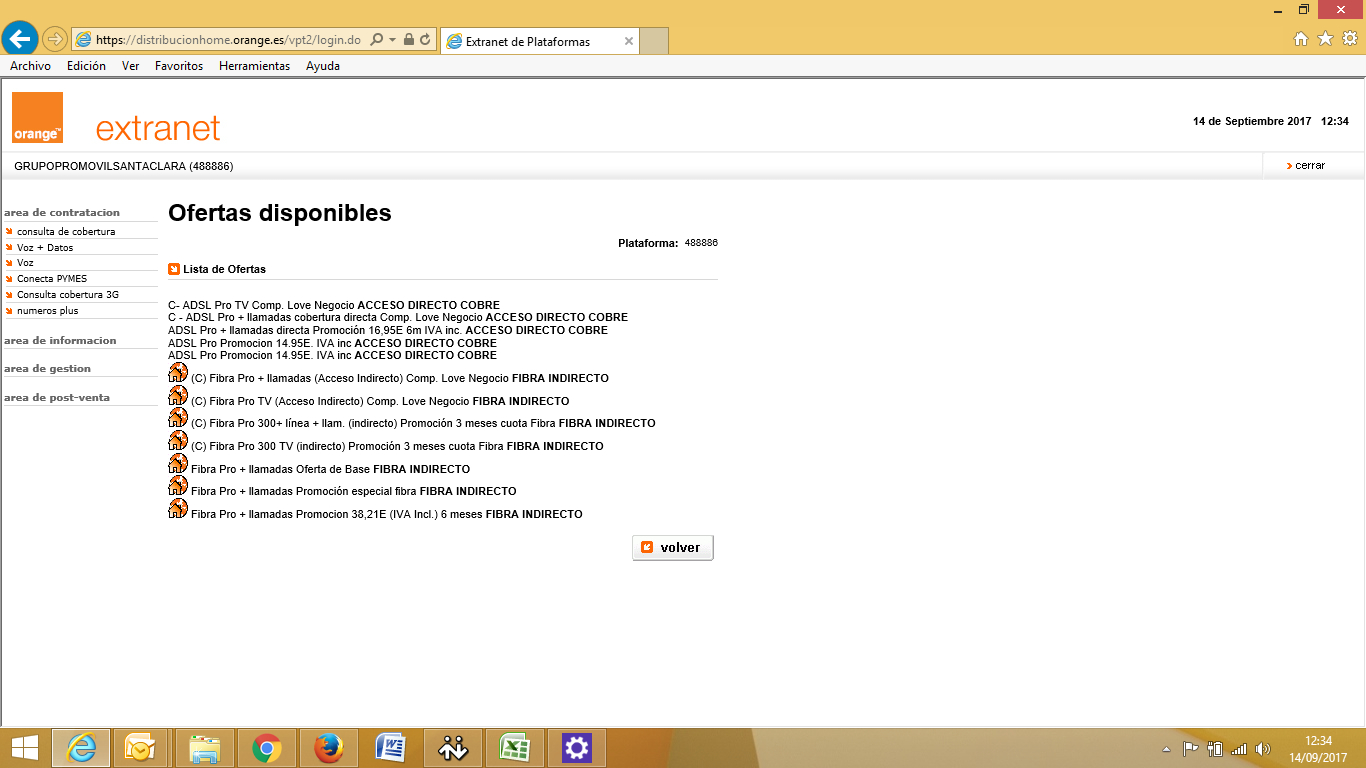 https://distribucionhome.orange.es/vpt2/login.do
Extranet de Plataformas
Archivo Edición Ver Favoritos Herramientas Ayuda
orange™
extranet
14 de Septiembre 2017 12:34
GRUPOPROMOVILSANTACLARA (488886)
cerrar
area de contratacion
consulta de cobertura
Voz + Datos
Voz
Conecta PYMES
Consulta cobertura 3G
numeros plus
area de informacion
area de gestion
area de post-venta
Ofertas disponibles
Plataforma: 488886
Lista de Ofertas
C- ADSL Pro TV Comp. Love Negocio ACCESO DIRECTO COBRE
C - ADSL Pro + llamadas cobertura directa Comp. Love Negocio ACCESO DIRECTO COBRE
ADSL Pro + llamadas directa Promoción 16,95E 6m IVA inc. ACCESO DIRECTO COBRE
ADSL Pro Promocion 14.95E. IVA inc ACCESO DIRECTO COBRE
ADSL Pro Promocion 14.95E. IVA inc ACCESO DIRECTO COBRE
(C) Fibra Pro + llamadas (Acceso Indirecto) Comp. Love Negocio FIBRA INDIRECTO
(C) Fibra Pro TV (Acceso Indirecto) Comp. Love Negocio FIBRA INDIRECTO
(C) Fibra Pro 300+ línea + llam. (indirecto) Promoción 3 meses cuota Fibra FIBRA INDIRECTO
(C) Fibra Pro 300 TV (indirecto) Promoción 3 meses cuota Fibra FIBRA INDIRECTO
Fibra Pro + llamadas Oferta de Base FIBRA INDIRECTO
Fibra Pro + llamadas Promoción especial fibra FIBRA INDIRECTO
Fibra Pro + llamadas Promocion 38,21E (IVA Incl.) 6 meses FIBRA INDIRECTO
volver
12:34
14/09/2017